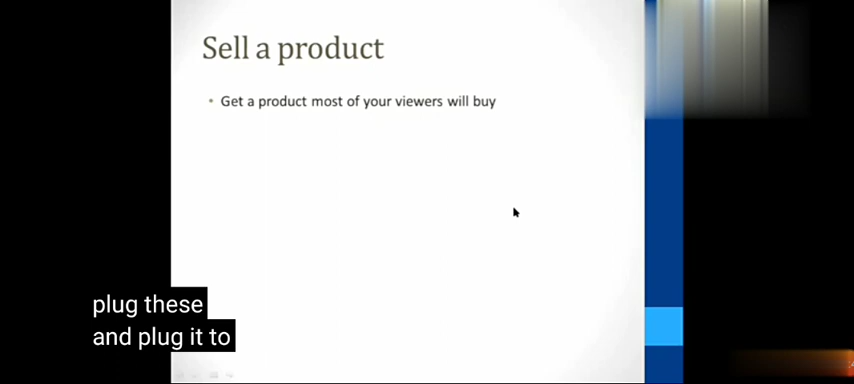 Sell a product
• Get a product most of your viewers will buy
plug these
and plug it to